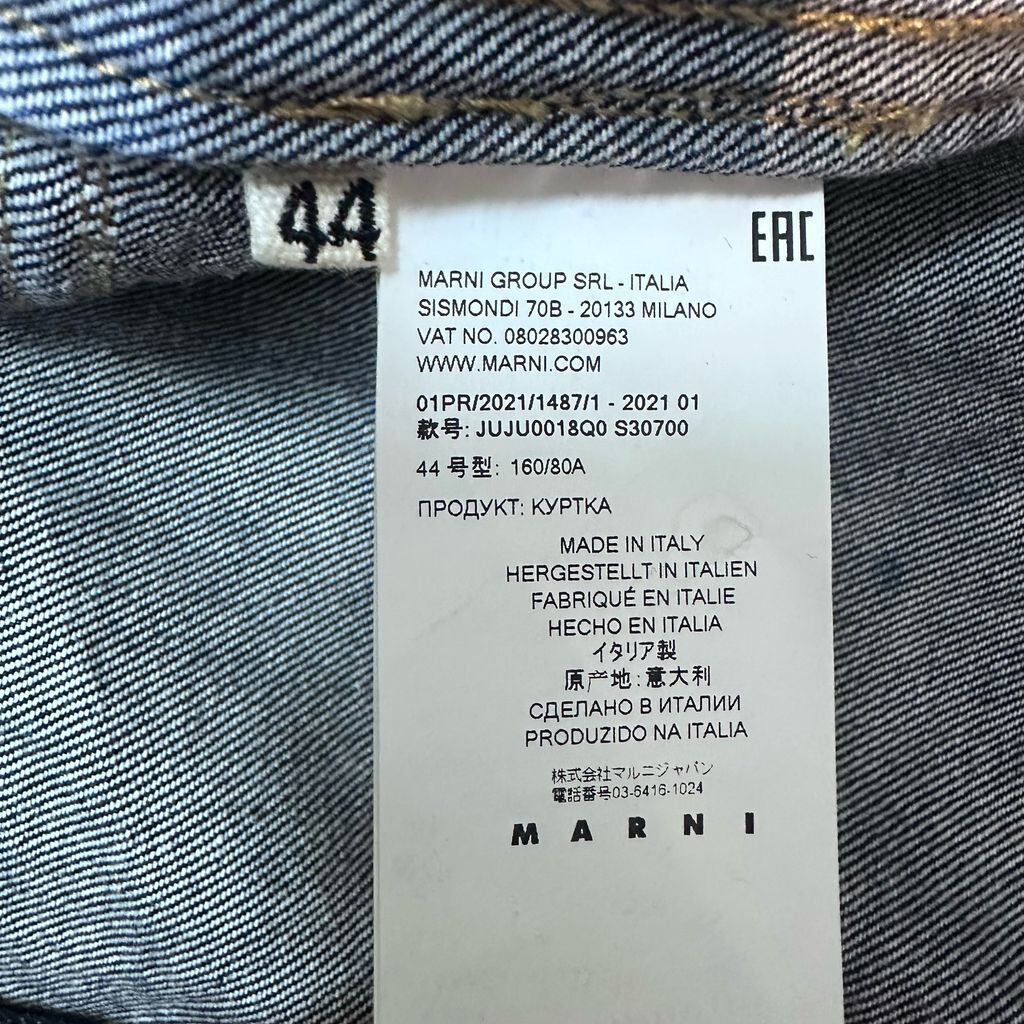 44
EAC
MARNI GROUP SRL - ITALIA
SISMONDI 70B - 20133 MILANO
VAT NO. 08028300963
WWW.MARNI.COM
01PR/2021/1487/1 - 2021 01
款号: JUJU0018Q0 S30700
44 号型: 160/80A
ПРОДУКТ: КУРТКА
MADE IN ITALY
HERGESTELLT IN ITALIEN
FABRIQUÉ EN ITALIE
HECHO EN ITALIA
イタリア製
原产地:意大利
СДЕЛАНО В ИТАЛИИ
PRODUZIDO NA ITALIA
株式会社マルニジャパン
電話番号03-6416-1024
MARNI